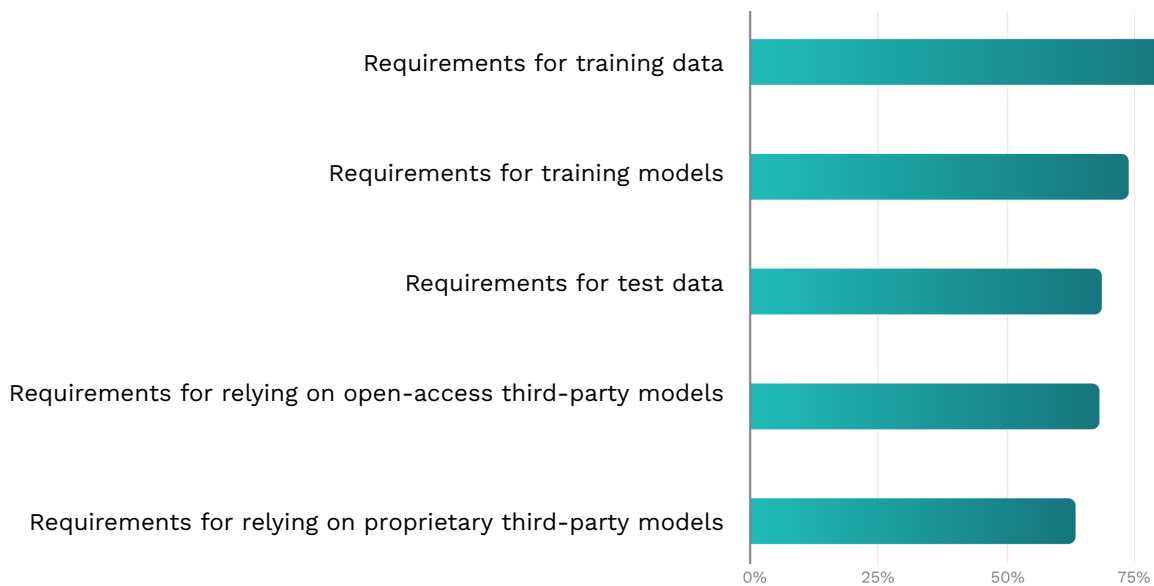 Requirements for training data
Requirements for training models
Requirements for test data
Requirements for relying on open-access third-party models
Requirements for relying on proprietary third-party models
0% 25% 50% 75%